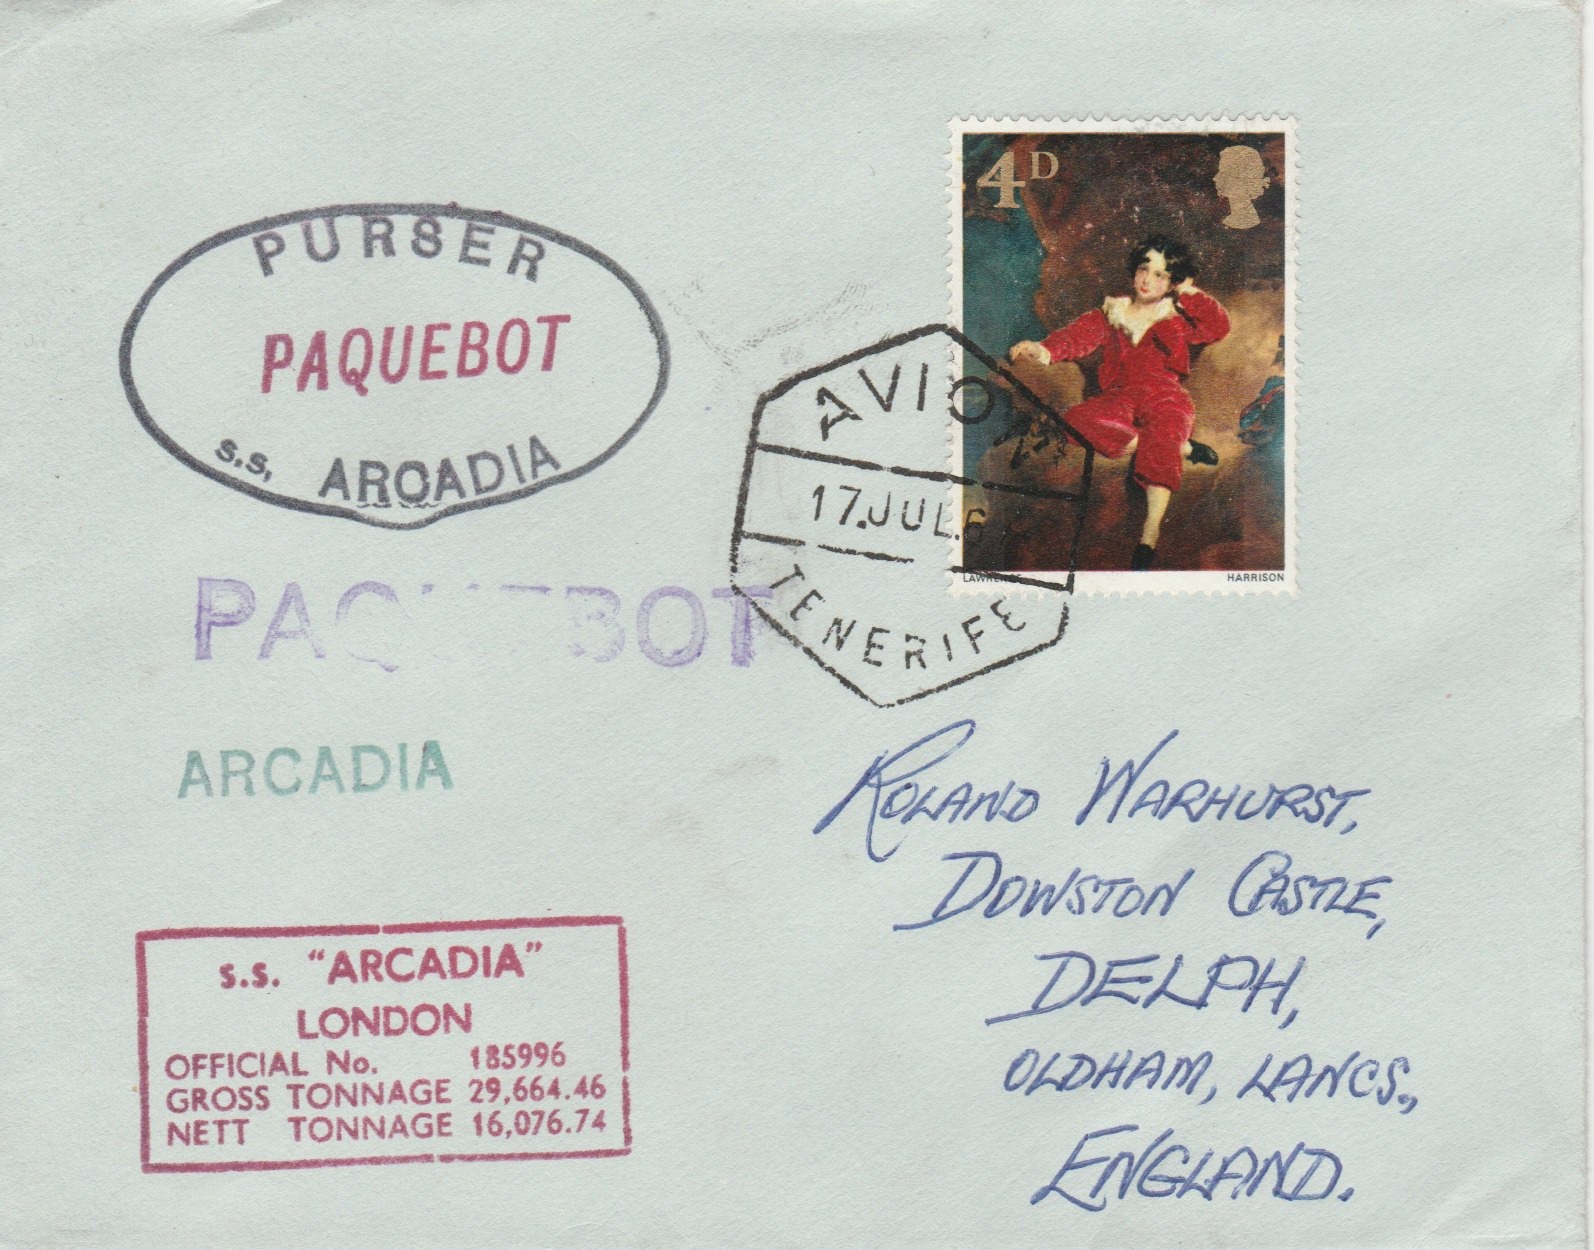 PURSER
PAQUEBOT
s.s, ARCADIA
4D
AVION
17.JUL.6
TENERIFE
LAWRENCE HARRISON
PAQUEBOT
ARCADIA
ROLAND WARHURST,
DOWSTON CASTLE,
DELPH,
OLDHAM, LANCS.,
ENGLAND.
s.s. "ARCADIA"
LONDON
OFFICIAL No. 185996
GROSS TONNAGE 29,664.46
NETT TONNAGE 16,076.74